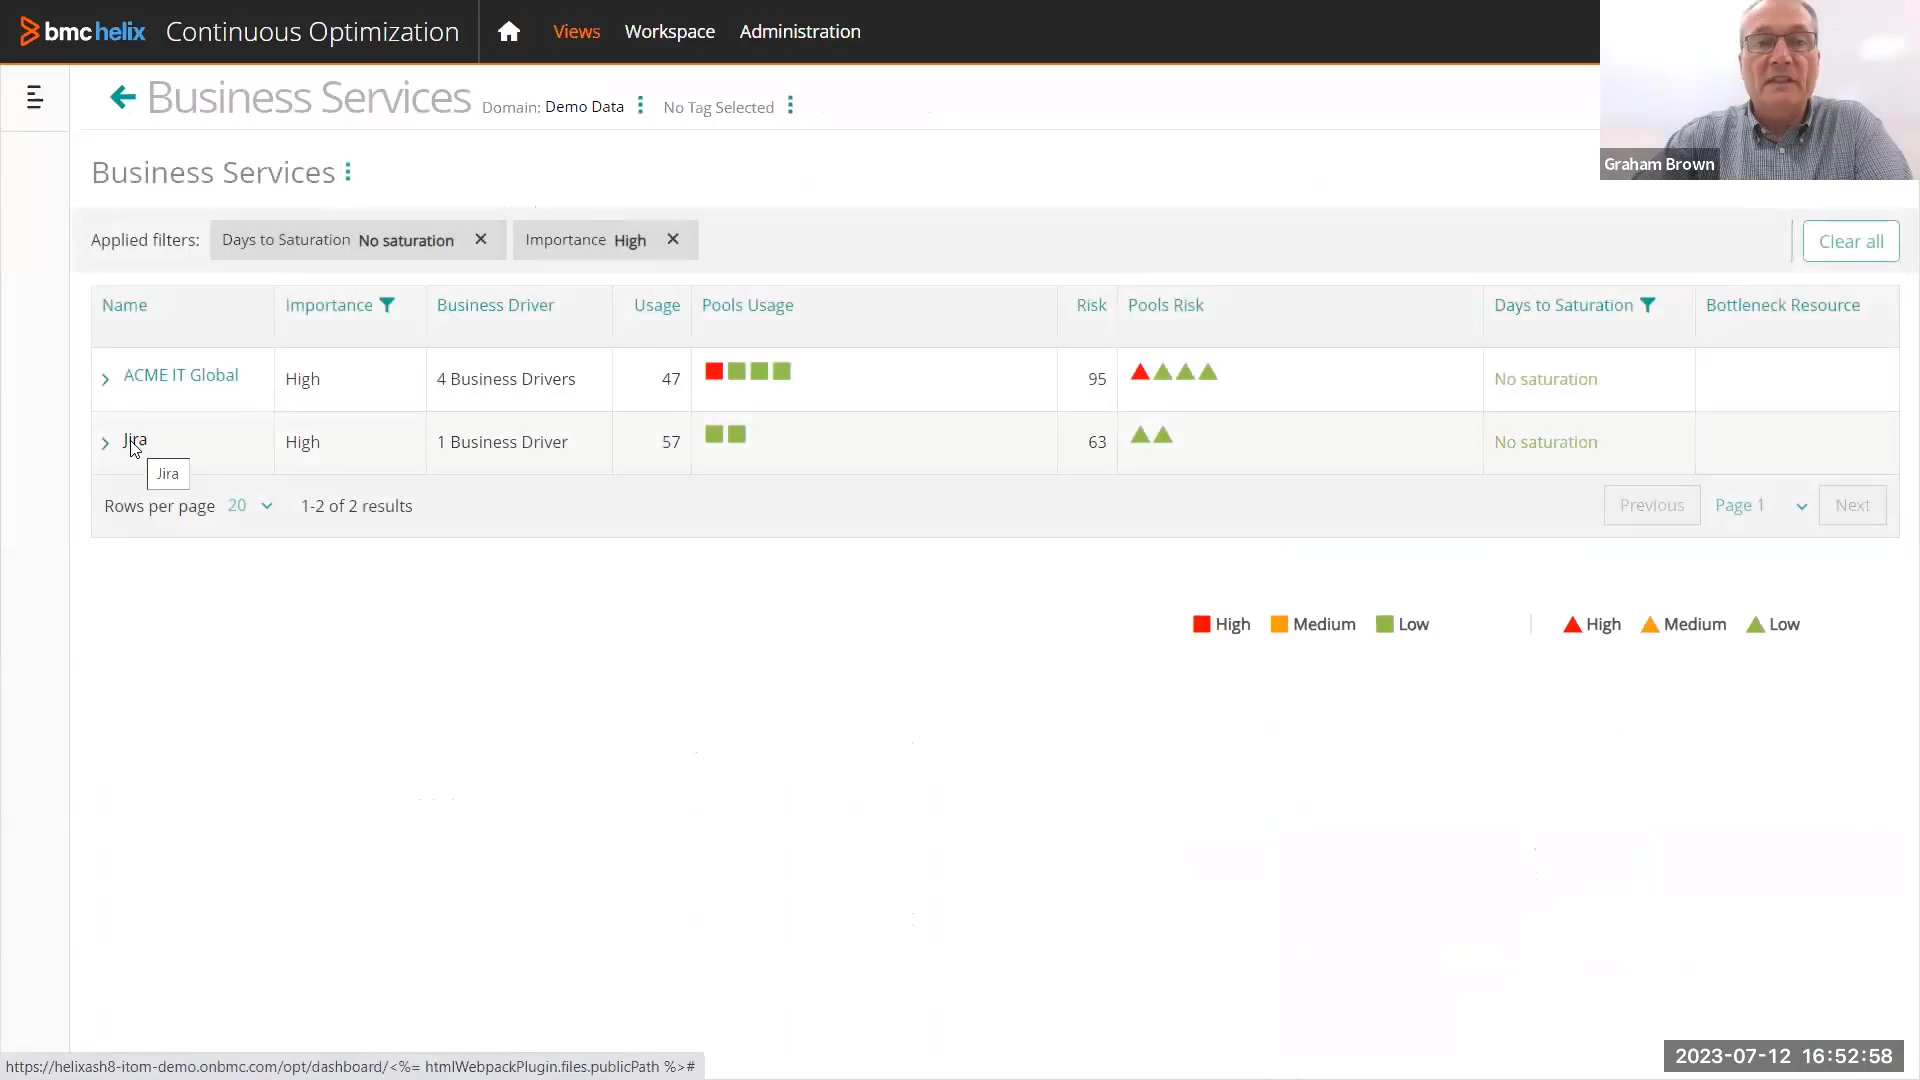 bmchelix Continuous Optimization Views Workspace Administration
Business Services Domain: Demo Data No Tag Selected
Graham Brown
Business Services
Applied filters: Days to Saturation No saturation ✕ Importance High ✕ Clear all
Name Importance Business Driver Usage Pools Usage Risk Pools Risk Days to Saturation Bottleneck Resource
ACME IT Global High 4 Business Drivers 47 95 No saturation
Jira High 1 Business Driver 57 63 No saturation
Jira
Rows per page 20 1-2 of 2 results Previous Page 1 Next
High Medium Low High Medium Low
2023-07-12 16:52:58
https://helixash8-itom-demo.onbmc.com/opt/dashboard/<%= htmlWebpackPlugin.files.publicPath %>#